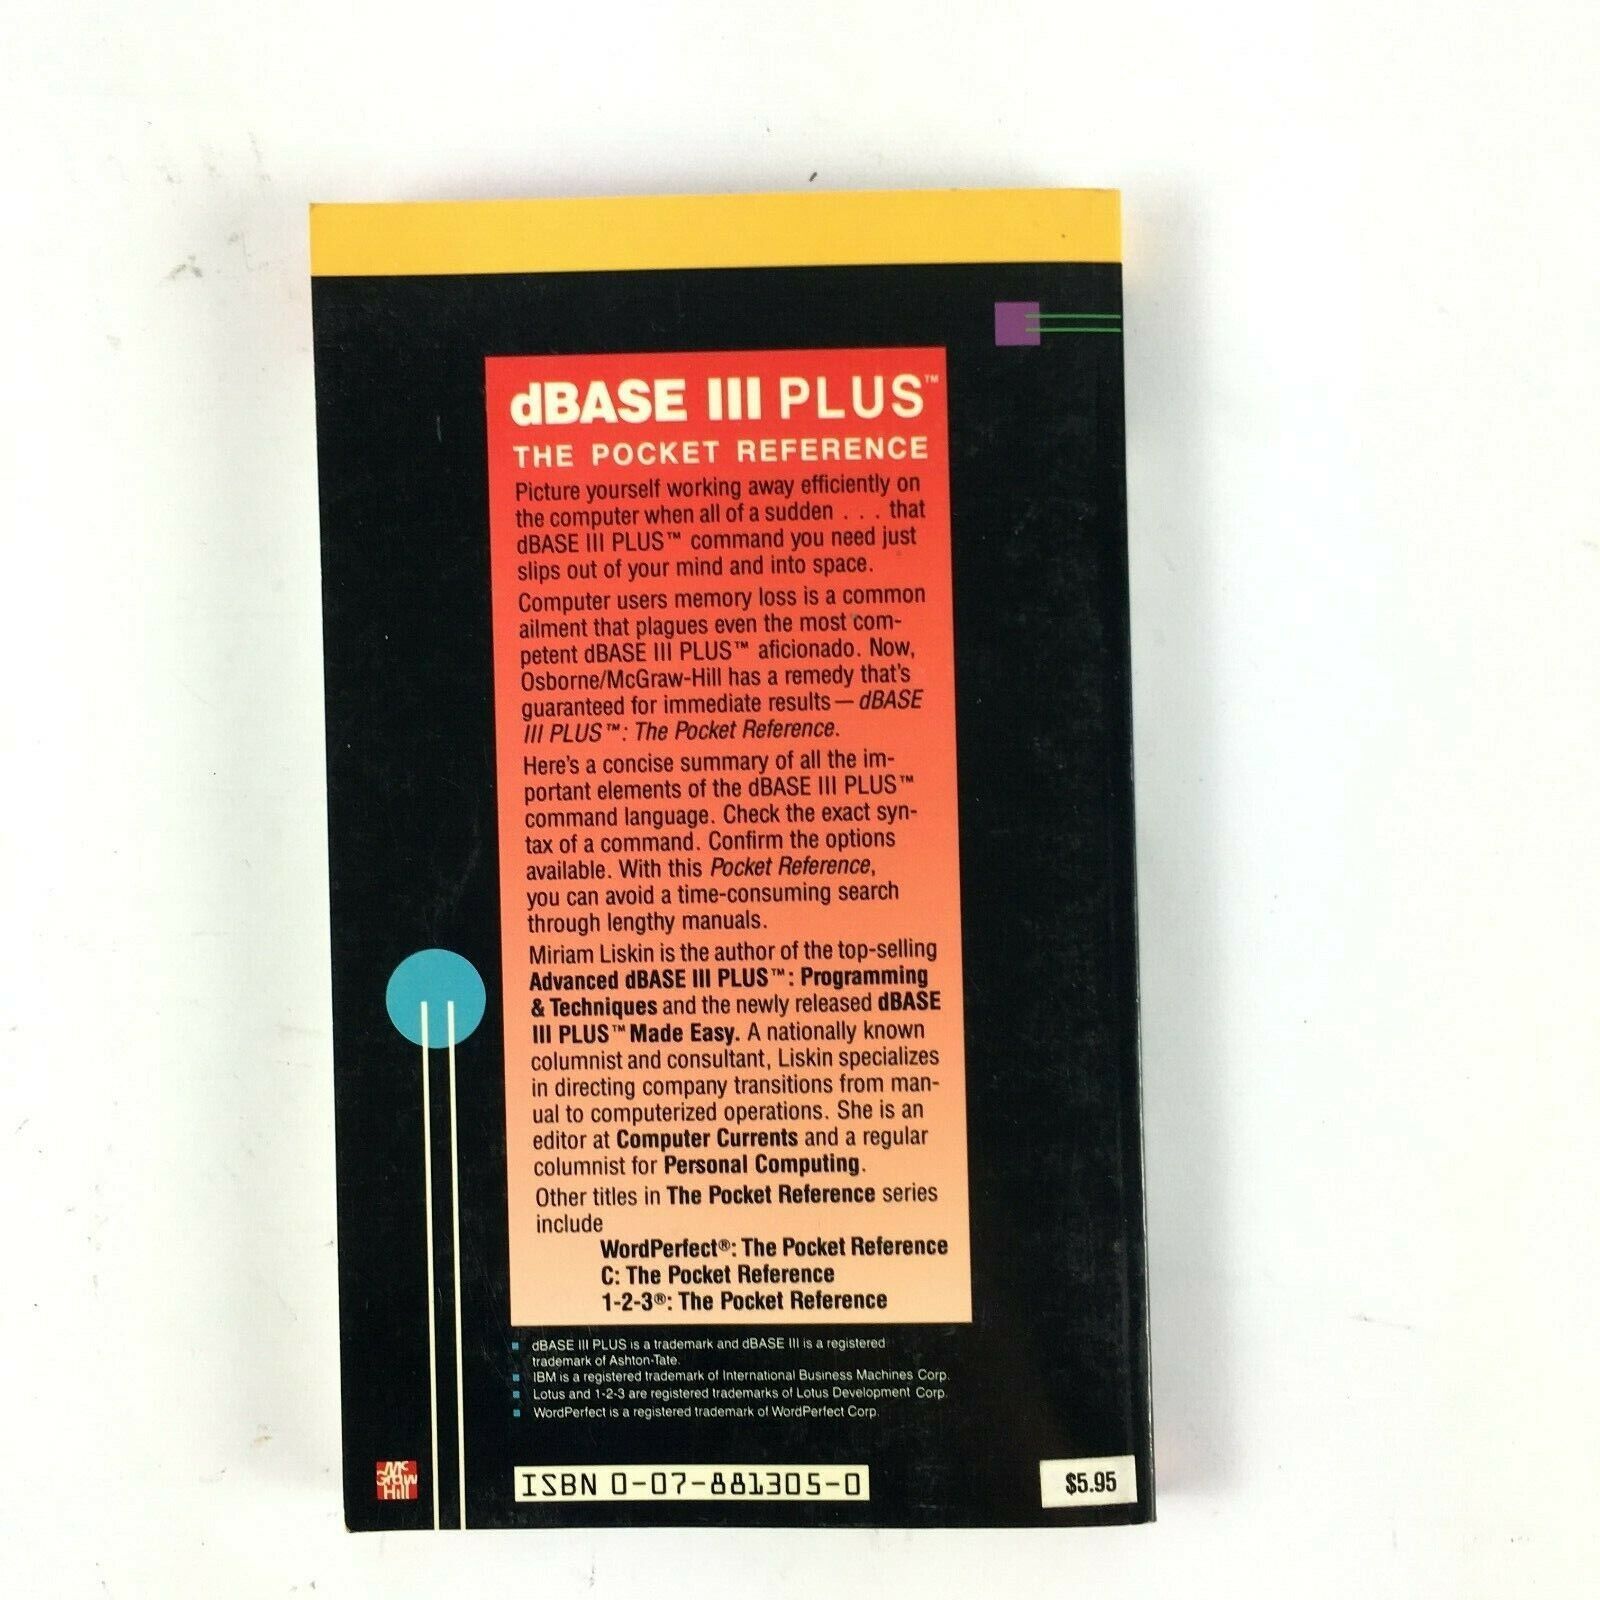 dBASE III PLUS™
THE POCKET REFERENCE
Picture yourself working away efficiently on
the computer when all of a sudden . . . that
dBASE III PLUS™ command you need just
slips out of your mind and into space.
Computer users memory loss is a common
ailment that plagues even the most com-
petent dBASE III PLUS™ aficionado. Now,
Osborne/McGraw-Hill has a remedy that's
guaranteed for immediate results — dBASE
III PLUS™: The Pocket Reference.
Here's a concise summary of all the im-
portant elements of the dBASE III PLUS™
command language. Check the exact syn-
tax of a command. Confirm the options
available. With this Pocket Reference,
you can avoid a time-consuming search
through lengthy manuals.
Miriam Liskin is the author of the top-selling
Advanced dBASE III PLUS™: Programming
& Techniques and the newly released dBASE
III PLUS™ Made Easy. A nationally known
columnist and consultant, Liskin specializes
in directing company transitions from man-
ual to computerized operations. She is an
editor at Computer Currents and a regular
columnist for Personal Computing.
Other titles in The Pocket Reference series
include
WordPerfect®: The Pocket Reference
C: The Pocket Reference
1-2-3®: The Pocket Reference
dBASE III PLUS is a trademark and dBASE III is a registered
trademark of Ashton-Tate.
IBM is a registered trademark of International Business Machines Corp.
Lotus and 1-2-3 are registered trademarks of Lotus Development Corp.
WordPerfect is a registered trademark of WordPerfect Corp.
Mc
Graw
Hill
ISBN 0-07-881305-0
$5.95